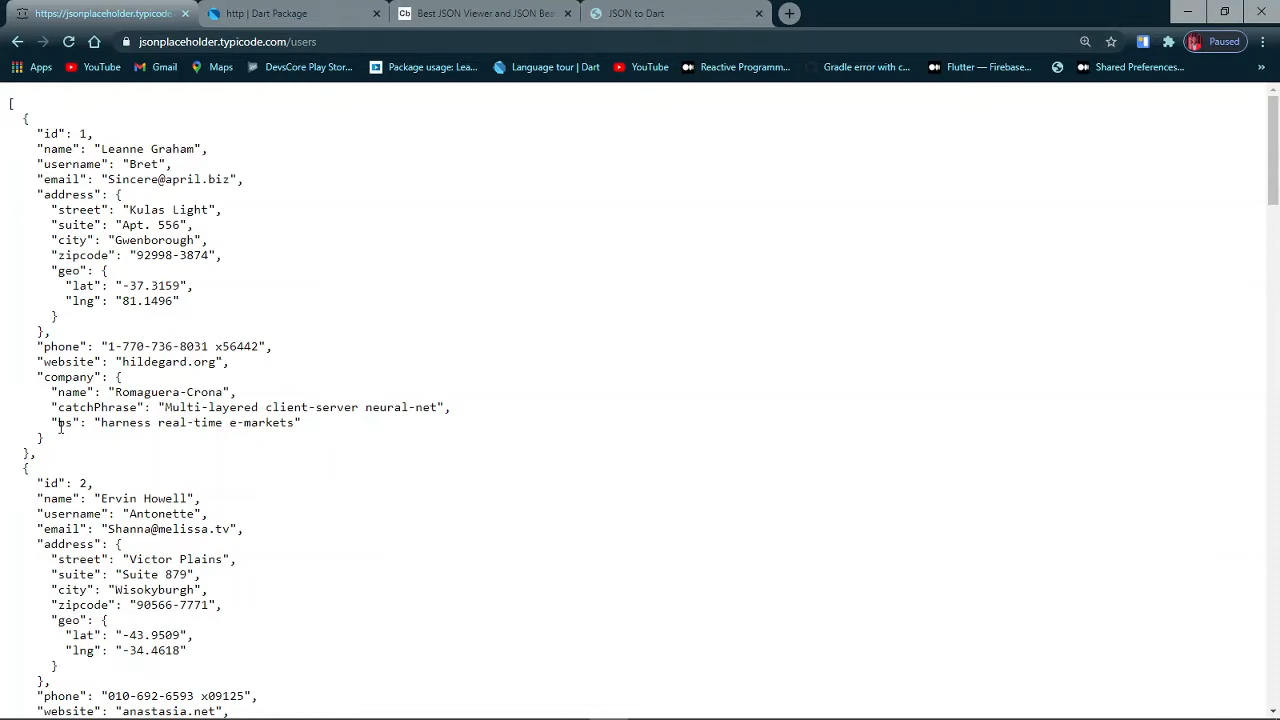 https://jsonplaceholder.typicode
http | Dart Package
Cb Best JSON Viewer and JSON Bea
JSON to Dart
jsonplaceholder.typicode.com/users
Paused
Apps
YouTube
Gmail
Maps
DevsCore Play Stor...
Package usage: Lea...
Language tour | Dart
YouTube
Reactive Programm...
Gradle error with c...
Flutter — Firebase...
Shared Preferences...
[
{
"id": 1,
"name": "Leanne Graham",
"username": "Bret",
"email": "Sincere@april.biz",
"address": {
"street": "Kulas Light",
"suite": "Apt. 556",
"city": "Gwenborough",
"zipcode": "92998-3874",
"geo": {
"lat": "-37.3159",
"lng": "81.1496"
}
},
"phone": "1-770-736-8031 x56442",
"website": "hildegard.org",
"company": {
"name": "Romaguera-Crona",
"catchPhrase": "Multi-layered client-server neural-net",
"bs": "harness real-time e-markets"
}
},
{
"id": 2,
"name": "Ervin Howell",
"username": "Antonette",
"email": "Shanna@melissa.tv",
"address": {
"street": "Victor Plains",
"suite": "Suite 879",
"city": "Wisokyburgh",
"zipcode": "90566-7771",
"geo": {
"lat": "-43.9509",
"lng": "-34.4618"
}
},
"phone": "010-692-6593 x09125",
"website": "anastasia.net",